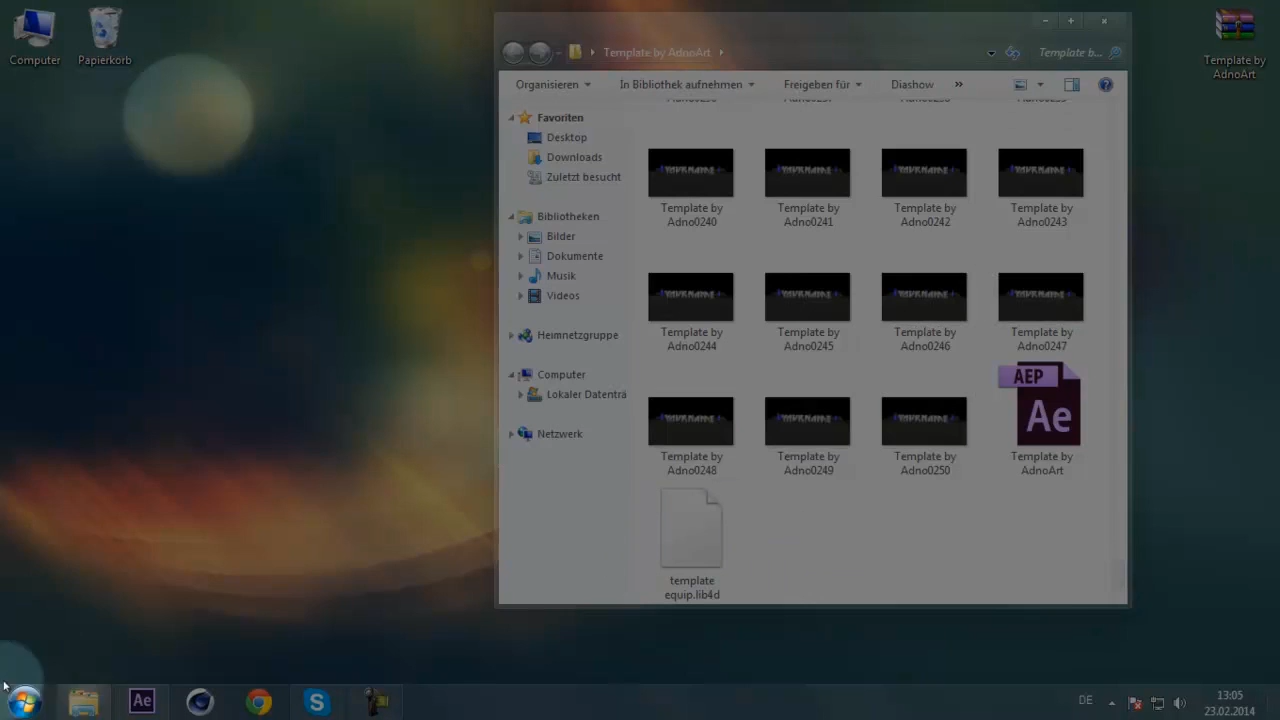 Computer
Papierkorb
Template by
AdnoArt
Template by AdnoArt
Template b...
Organisieren
In Bibliothek aufnehmen
Freigeben für
Diashow
»
Favoriten
Desktop
Downloads
Zuletzt besucht
Bibliotheken
Bilder
Dokumente
Musik
Videos
Heimnetzgruppe
Computer
Lokaler Datenträ
Netzwerk
Template by
Adno0240
Template by
Adno0241
Template by
Adno0242
Template by
Adno0243
Template by
Adno0244
Template by
Adno0245
Template by
Adno0246
Template by
Adno0247
Template by
Adno0248
Template by
Adno0249
Template by
Adno0250
AEP
Ae
Template by
AdnoArt
template
equip.lib4d
Ae
S
DE
13:05
23.02.2014